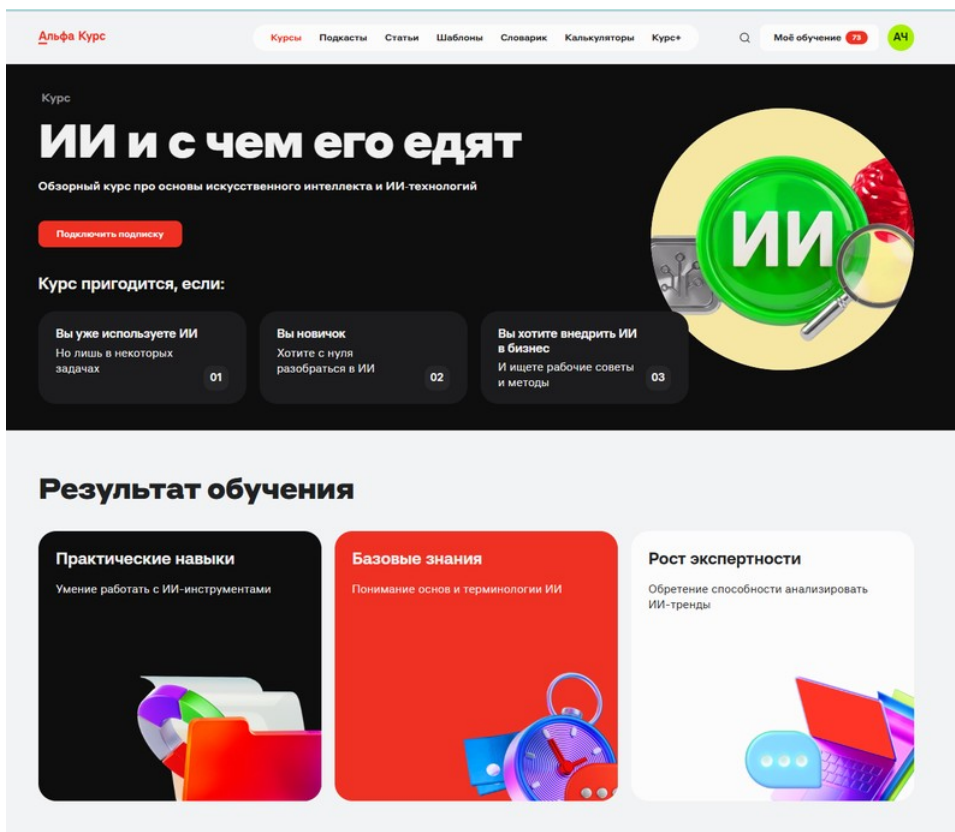 Альфа Курс
Курсы Подкасты Статьи Шаблоны Словарик Калькуляторы Курс+
Моё обучение 73
АЧ
Курс
ИИ и с чем его едят
Обзорный курс про основы искусственного интеллекта и ИИ-технологий
Подключить подписку
ИИ
Курс пригодится, если:
Вы уже используете ИИ
Но лишь в некоторых
задачах
01
Вы новичок
Хотите с нуля
разобраться в ИИ
02
Вы хотите внедрить ИИ
в бизнес
И ищете рабочие советы
и методы
03
Результат обучения
Практические навыки
Умение работать с ИИ-инструментами
Базовые знания
Понимание основ и терминологии ИИ
Рост экспертности
Обретение способности анализировать
ИИ-тренды